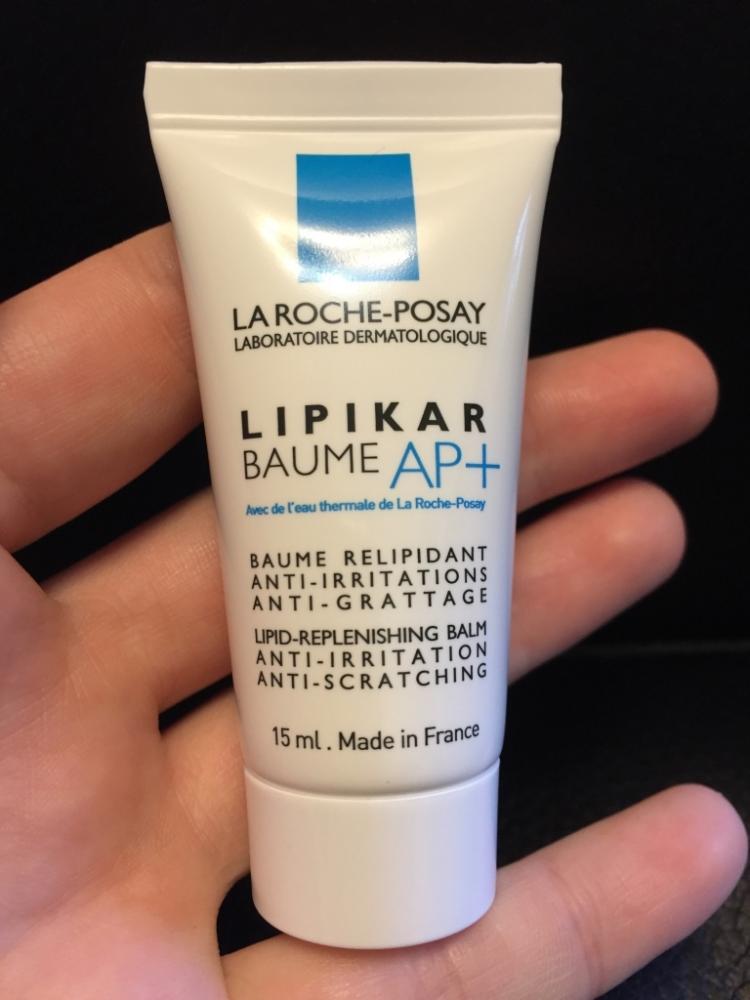 LA ROCHE-POSAY
LABORATOIRE DERMATOLOGIQUE
LIPIKAR
BAUME AP+
Avec de l'eau thermale de La Roche-Posay
BAUME RELIPIDANT
ANTI-IRRITATIONS
ANTI-GRATTAGE
LIPID-REPLENISHING BALM
ANTI-IRRITATION
ANTI-SCRATCHING
15 ml . Made in France